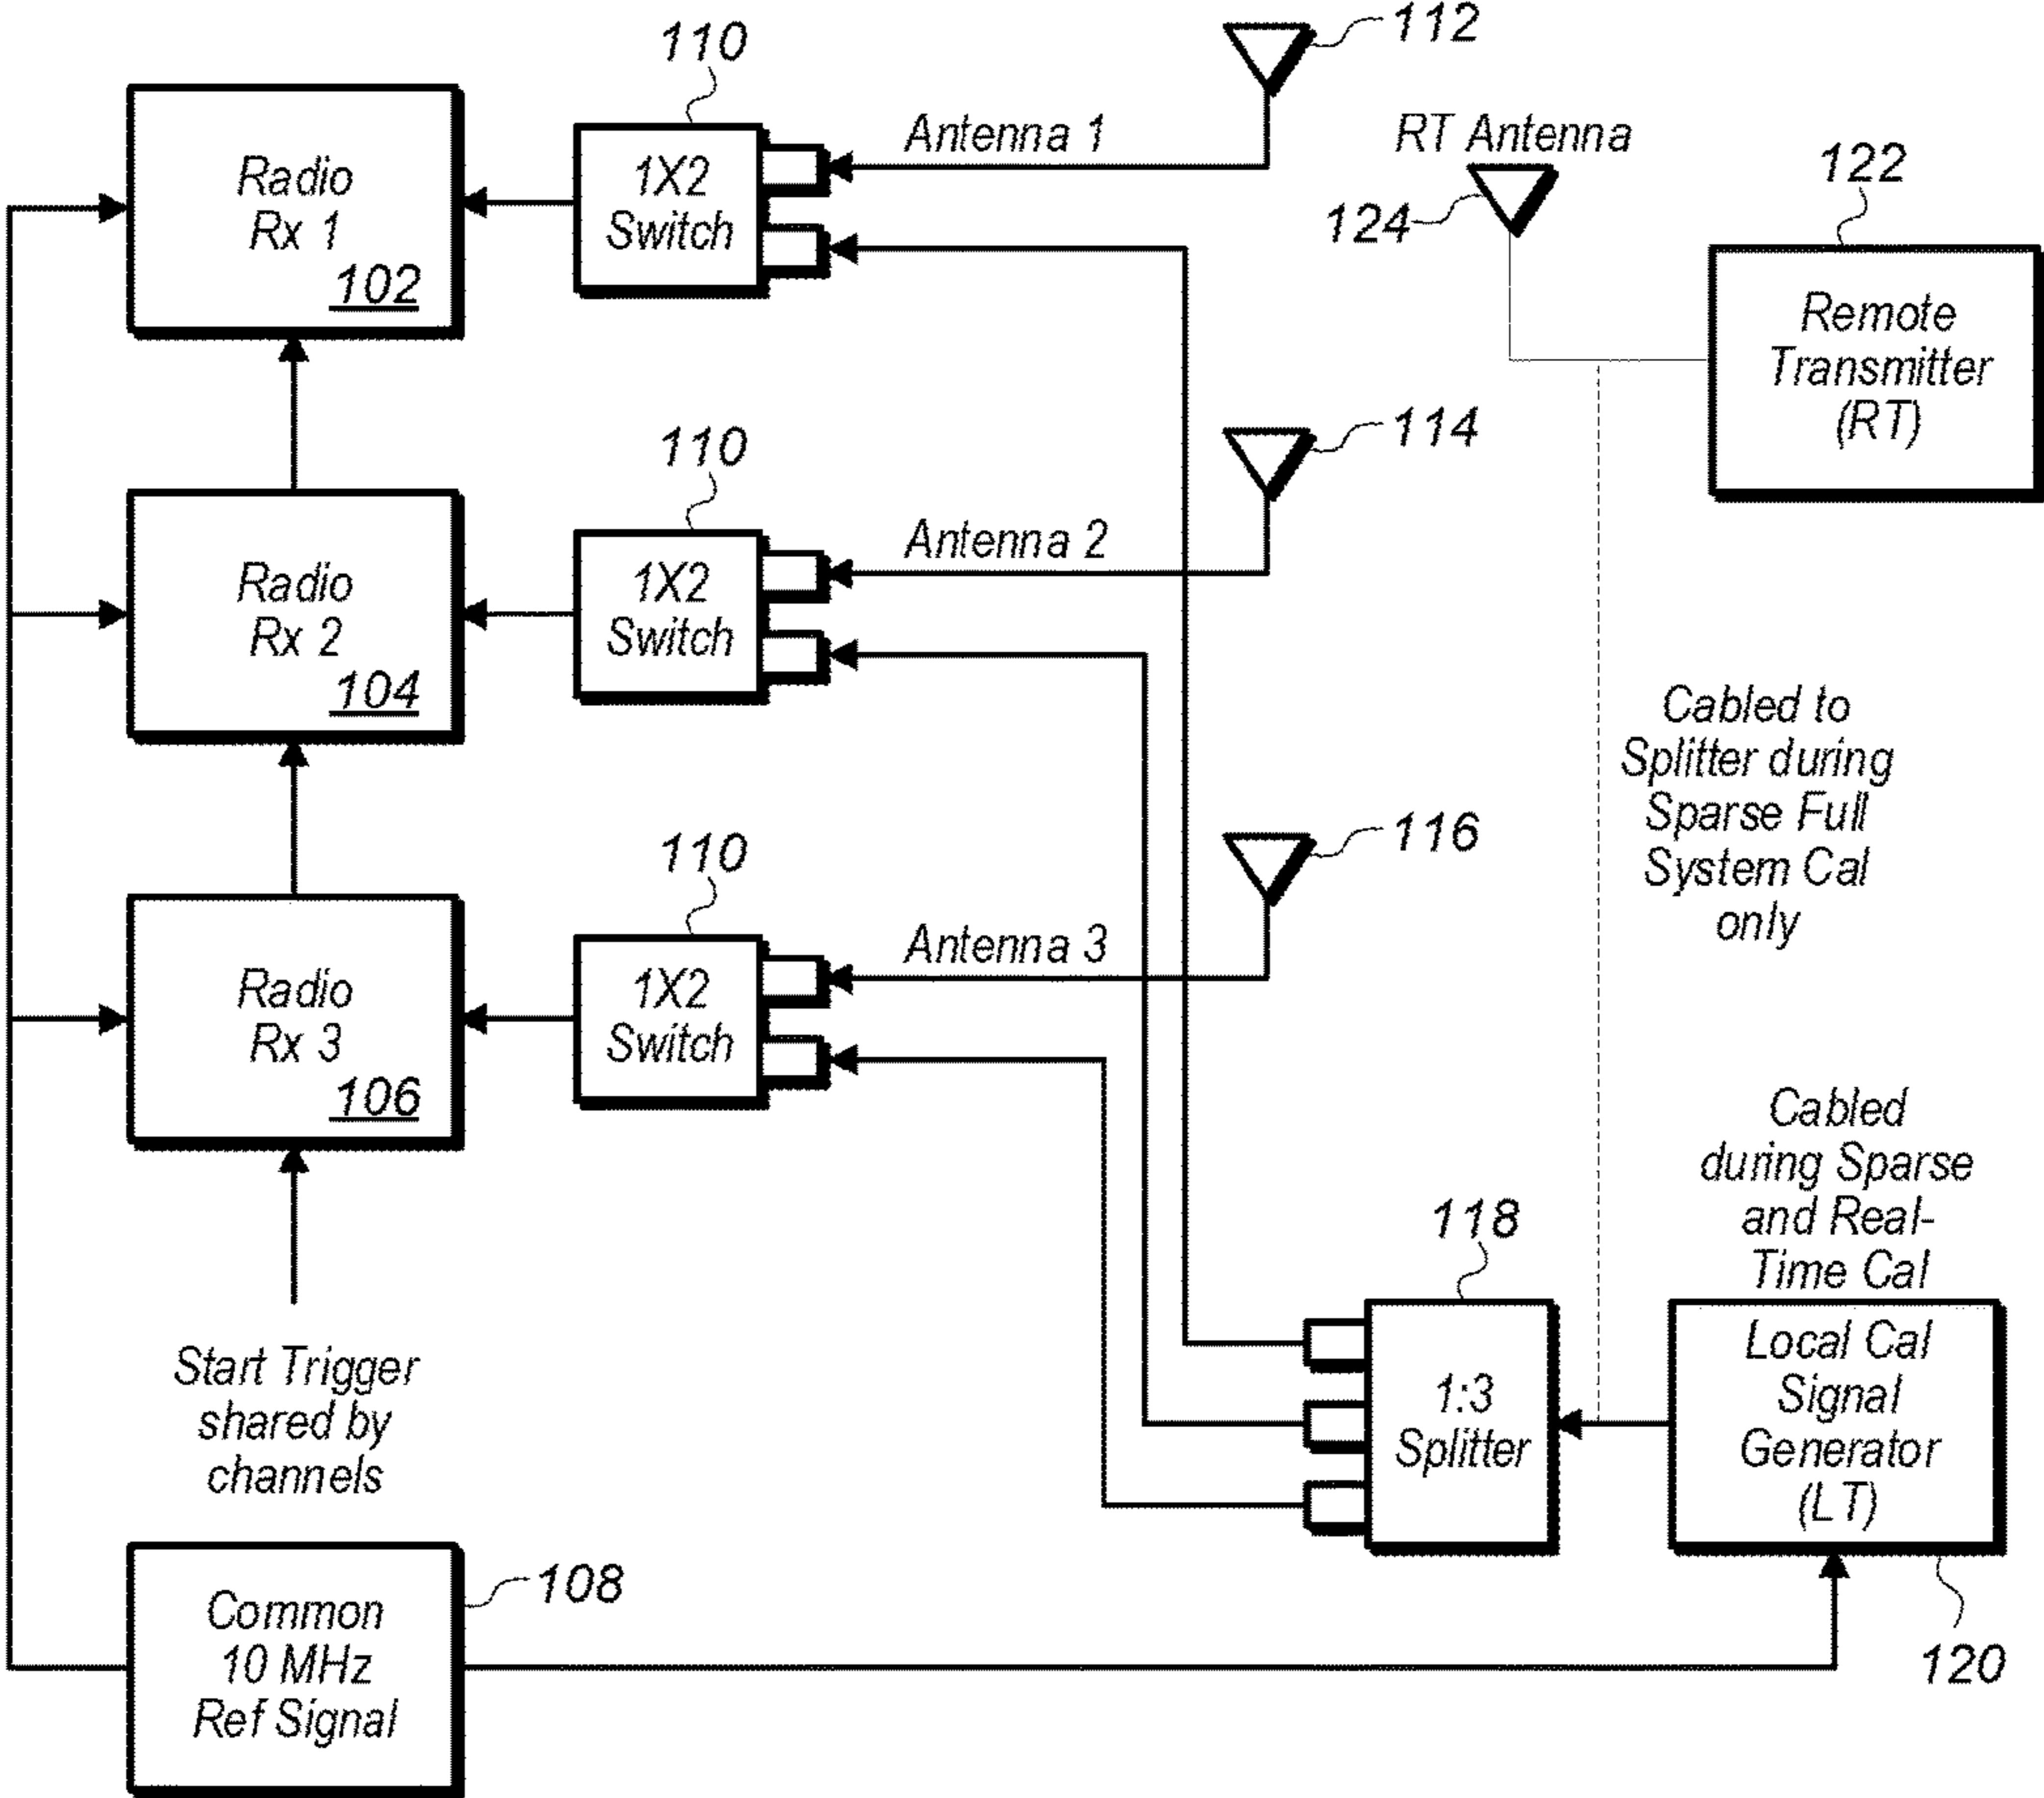 110
112
Radio
Rx 1
102
1X2
Switch
Antenna 1
RT Antenna
124
122
Remote
Transmitter
(RT)
110
114
Radio
Rx 2
104
1X2
Switch
Antenna 2
Cabled to
Splitter during
Sparse Full
System Cal
only
110
116
Radio
Rx 3
106
1X2
Switch
Antenna 3
Cabled
during Sparse
and Real-
Time Cal
118
1:3
Splitter
Local Cal
Signal
Generator
(LT)
120
Start Trigger
shared by
channels
Common
10 MHz
Ref Signal
108